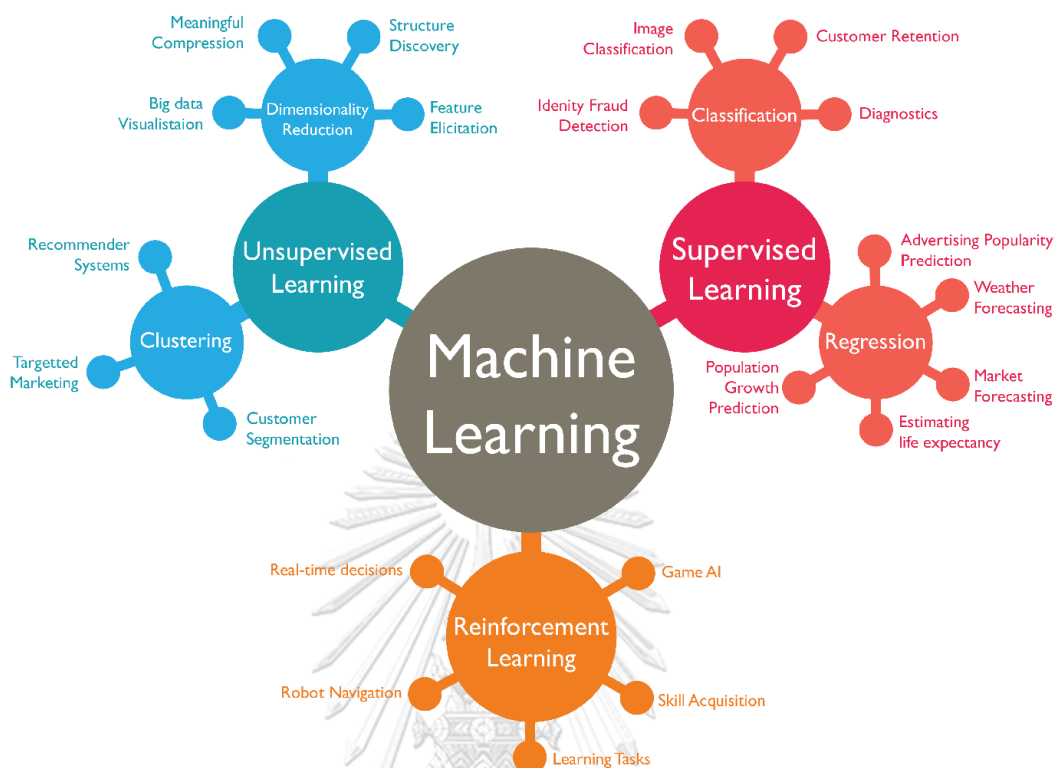 Meaningful
Compression
Structure
Discovery
Big data
Visualistaion
Dimensionality
Reduction
Feature
Elicitation
Image
Classification
Customer Retention
Idenity Fraud
Detection
Classification
Diagnostics
Unsupervised
Learning
Supervised
Learning
Recommender
Systems
Clustering
Targetted
Marketing
Customer
Segmentation
Advertising Popularity
Prediction
Weather
Forecasting
Regression
Population
Growth
Prediction
Market
Forecasting
Estimating
life expectancy
Machine
Learning
Real-time decisions
Game AI
Reinforcement
Learning
Robot Navigation
Skill Acquisition
Learning Tasks